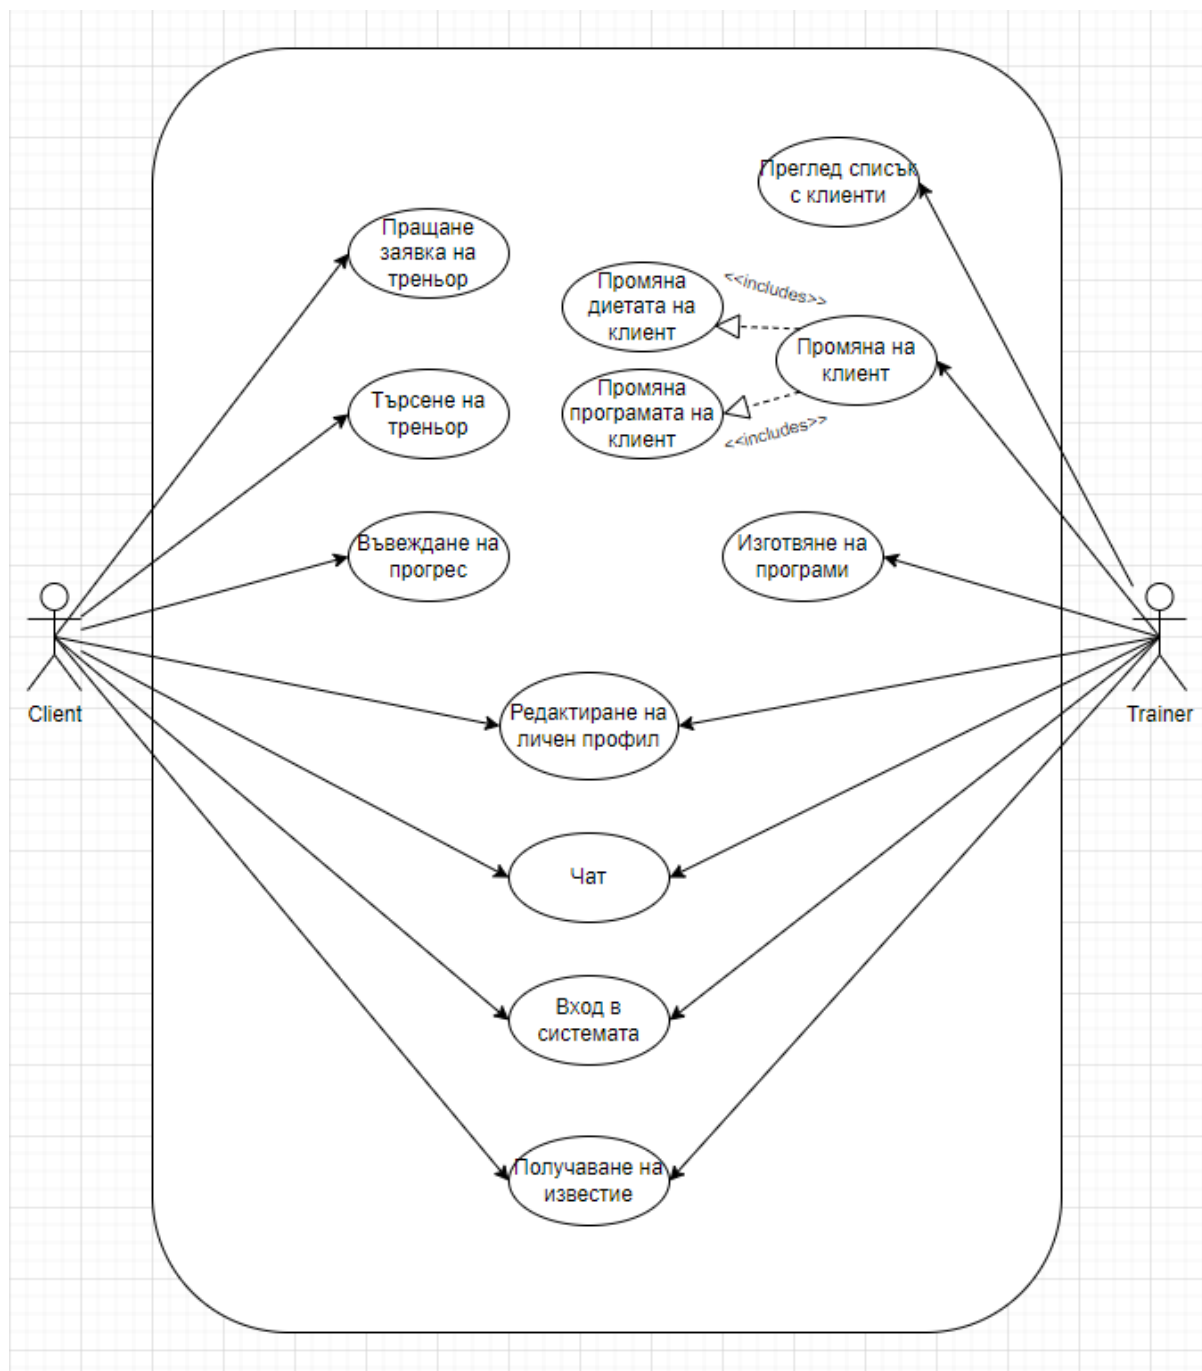 Преглед списък
с клиенти
Пращане
заявка на
треньор
<<includes>>
Промяна
диетата на
клиент
Промяна на
клиент
Промяна
програмата на
клиент
<<includes>>
Търсене на
треньор
Въвеждане на
прогрес
Изготвяне на
програми
Client
Trainer
Редактиране на
личен профил
Чат
Вход в
системата
Получаване на
известие